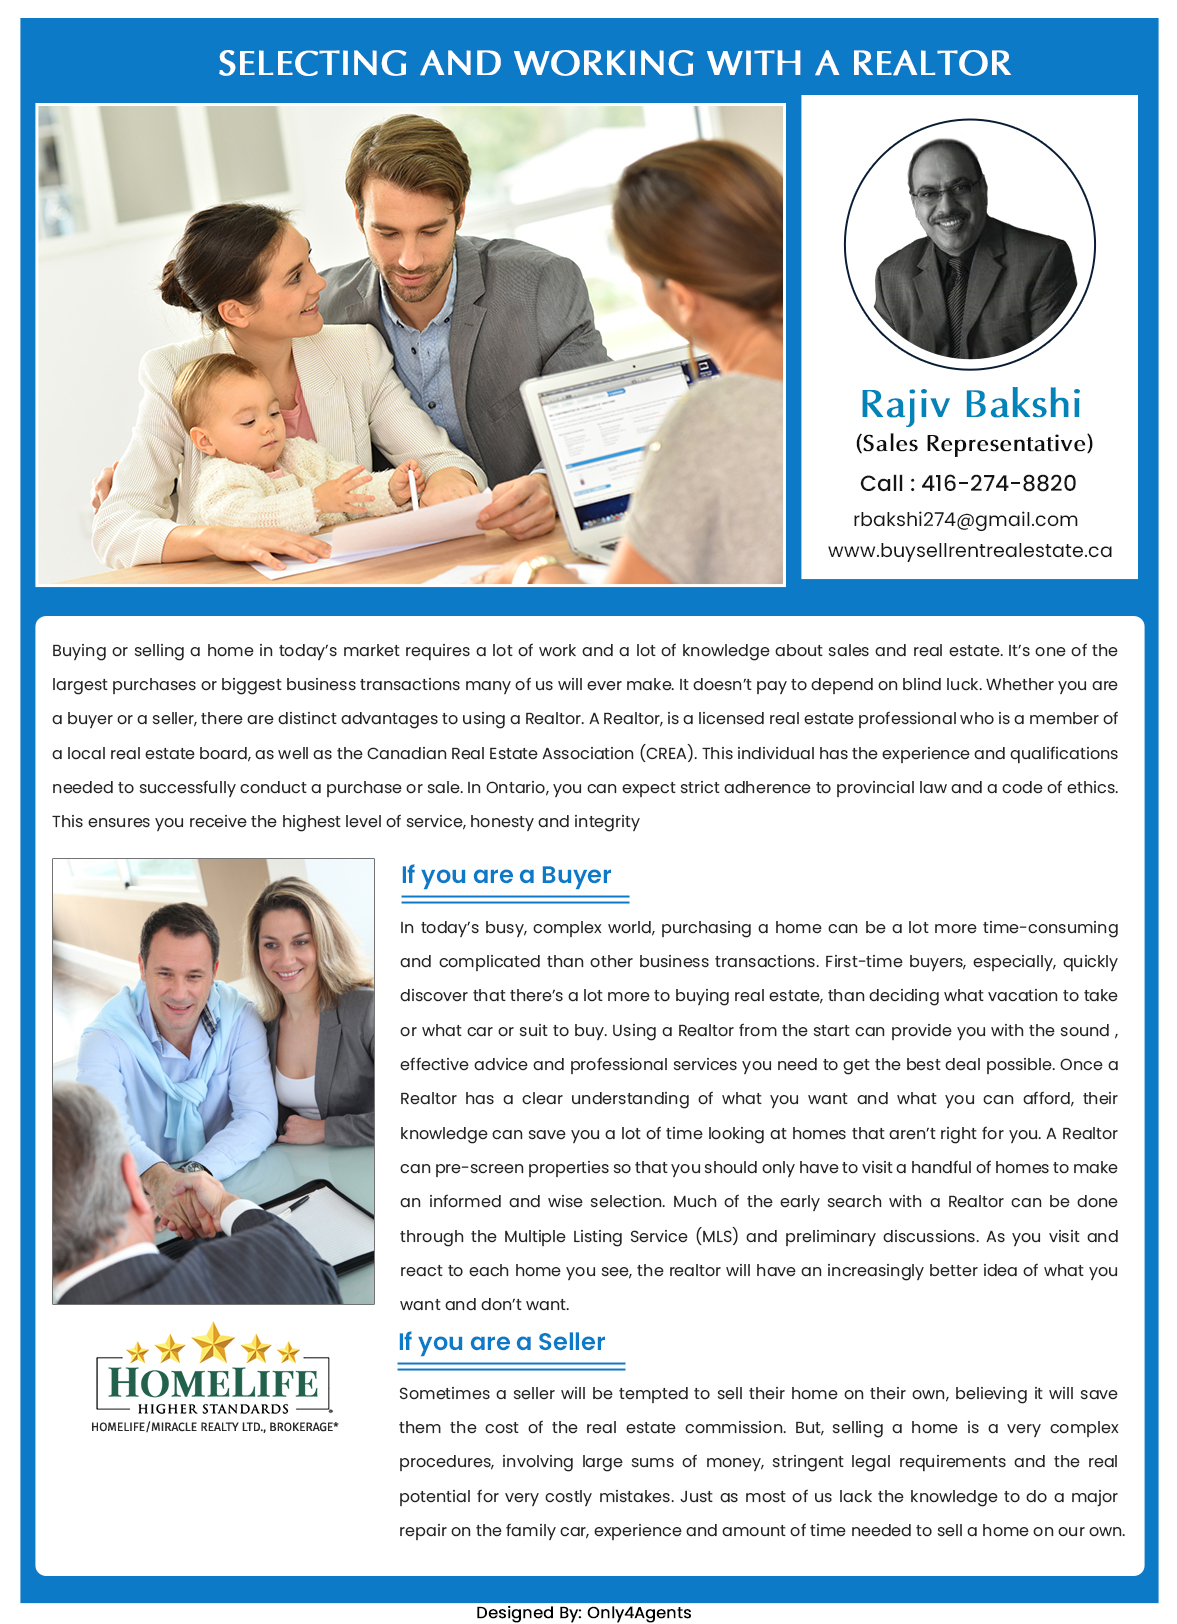 SELECTING AND WORKING WITH A REALTOR
Rajiv Bakshi
(Sales Representative)
Call : 416-274-8820
rbakshi274@gmail.com
www.buysellrentrealestate.ca
Buying or selling a home in today’s market requires a lot of work and a lot of knowledge about sales and real estate. It’s one of the
largest purchases or biggest business transactions many of us will ever make. It doesn’t pay to depend on blind luck. Whether you are
a buyer or a seller, there are distinct advantages to using a Realtor. A Realtor, is a licensed real estate professional who is a member of
a local real estate board, as well as the Canadian Real Estate Association (CREA). This individual has the experience and qualifications
needed to successfully conduct a purchase or sale. In Ontario, you can expect strict adherence to provincial law and a code of ethics.
This ensures you receive the highest level of service, honesty and integrity
If you are a Buyer
In today’s busy, complex world, purchasing a home can be a lot more time-consuming
and complicated than other business transactions. First-time buyers, especially, quickly
discover that there’s a lot more to buying real estate, than deciding what vacation to take
or what car or suit to buy. Using a Realtor from the start can provide you with the sound ,
effective advice and professional services you need to get the best deal possible. Once a
Realtor has a clear understanding of what you want and what you can afford, their
knowledge can save you a lot of time looking at homes that aren’t right for you. A Realtor
can pre-screen properties so that you should only have to visit a handful of homes to make
an informed and wise selection. Much of the early search with a Realtor can be done
through the Multiple Listing Service (MLS) and preliminary discussions. As you visit and
react to each home you see, the realtor will have an increasingly better idea of what you
want and don’t want.
If you are a Seller
Sometimes a seller will be tempted to sell their home on their own, believing it will save
them the cost of the real estate commission. But, selling a home is a very complex
procedures, involving large sums of money, stringent legal requirements and the real
potential for very costly mistakes. Just as most of us lack the knowledge to do a major
repair on the family car, experience and amount of time needed to sell a home on our own.
HOMELIFE
HIGHER STANDARDS
HOMELIFE/MIRACLE REALTY LTD., BROKERAGE*
Designed By: Only4Agents